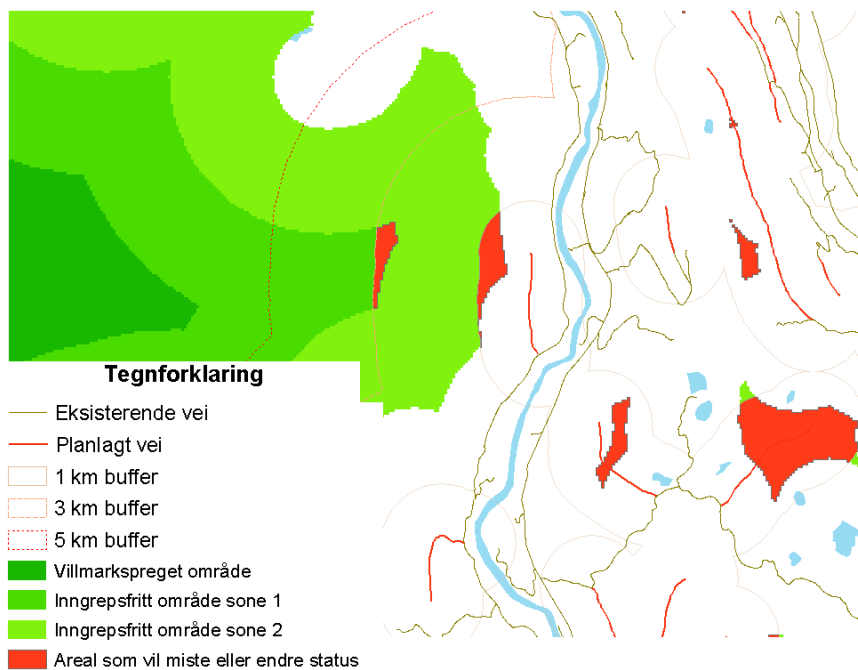 Tegnforklaring
Eksisterende vei
Planlagt vei
1 km buffer
3 km buffer
5 km buffer
Villmarkspreget område
Inngrepsfritt område sone 1
Inngrepsfritt område sone 2
Areal som vil miste eller endre status